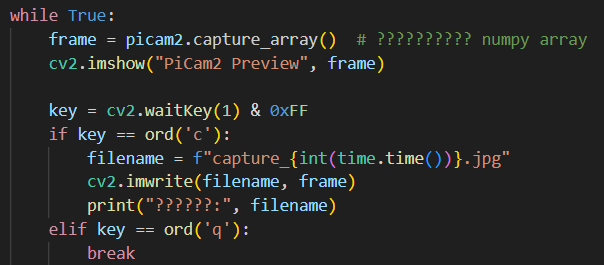 while True:
    frame = picam2.capture_array()  # ?????????? numpy array
    cv2.imshow("PiCam2 Preview", frame)
    key = cv2.waitKey(1) & 0xFF
    if key == ord('c'):
        filename = f"capture_{int(time.time())}.jpg"
        cv2.imwrite(filename, frame)
        print("??????:", filename)
    elif key == ord('q'):
        break